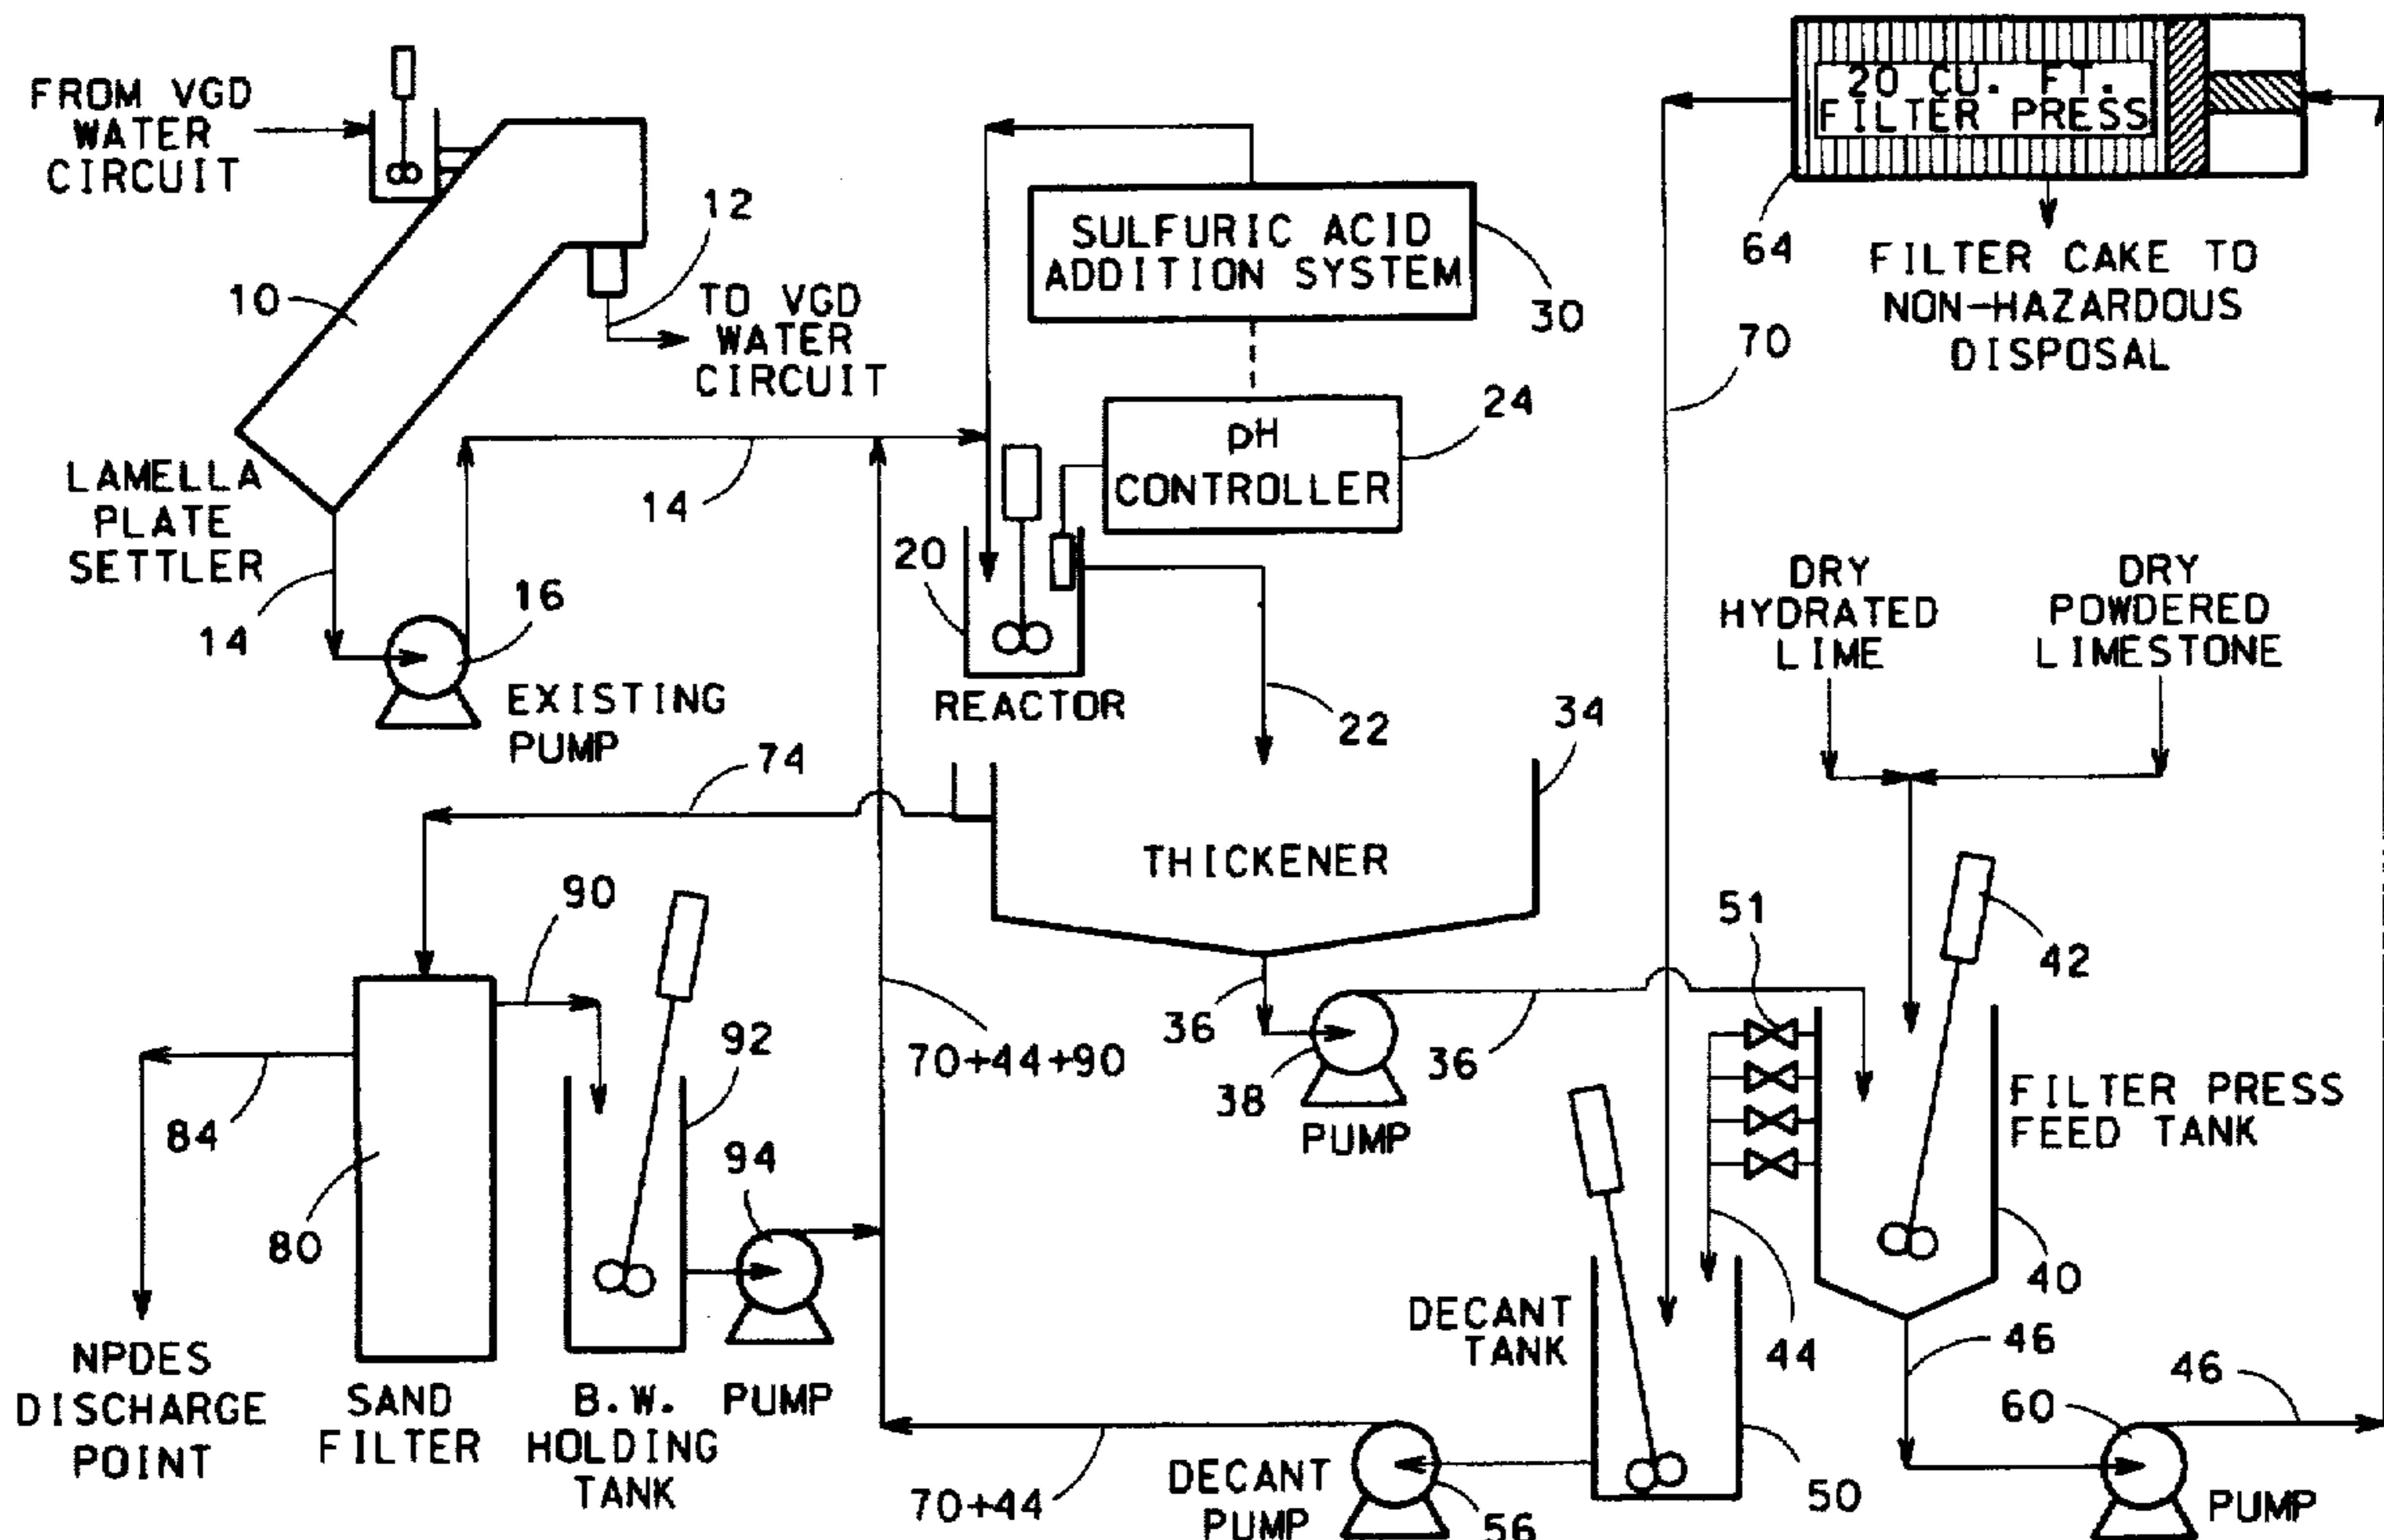 FROM VGD
WATER
CIRCUIT
12
10
TO VGD
WATER
CIRCUIT
LAMELLA
PLATE
SETTLER
14
14
16
EXISTING
PUMP
SULFURIC ACID
ADDITION SYSTEM
30
pH
CONTROLLER
24
20
REACTOR
22
34
20 CU. FT.
FILTER PRESS
64
FILTER CAKE TO
NON-HAZARDOUS
DISPOSAL
70
DRY
HYDRATED
LIME
DRY
POWDERED
LIMESTONE
74
THICKENER
90
92
94
84
80
70+44+90
36
38
PUMP
36
51
42
FILTER PRESS
FEED TANK
40
NPDES
DISCHARGE
POINT
SAND
FILTER
B.W.
HOLDING
TANK
PUMP
70+44
DECANT
PUMP
56
DECANT
TANK
44
50
46
46
60
PUMP